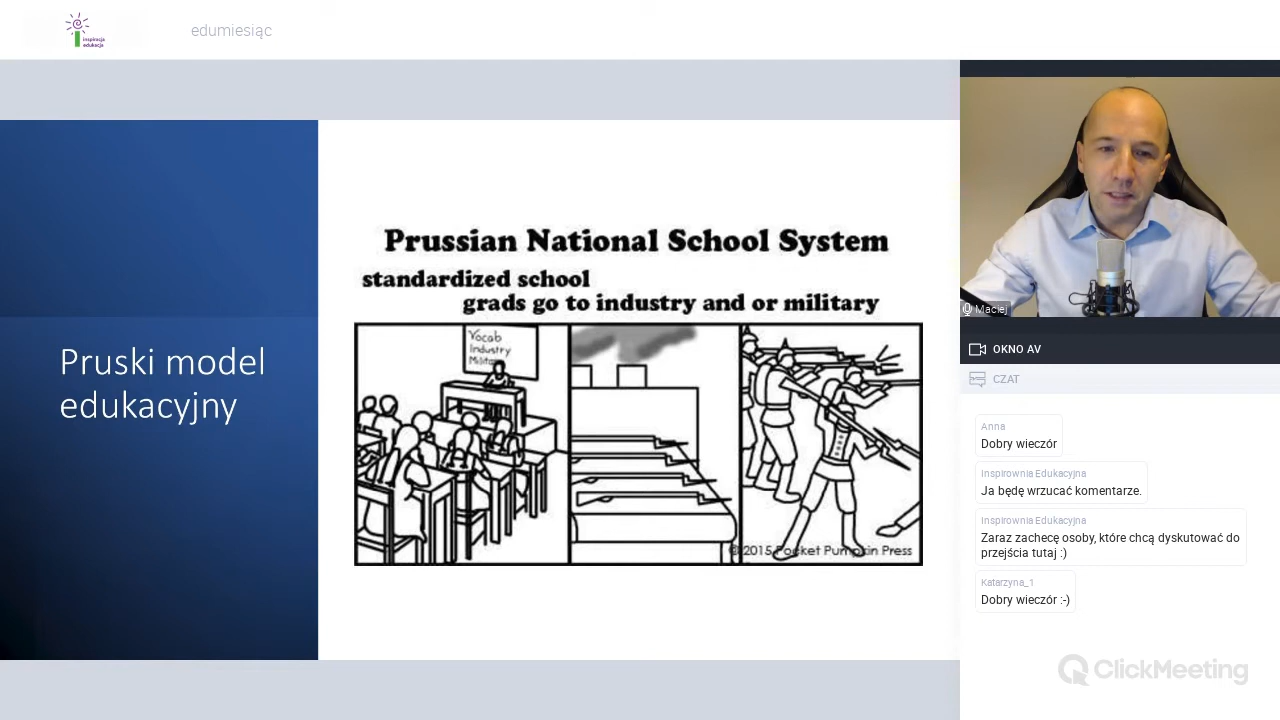 inspiracja
edukacja
edumiesiąc
Pruski model
edukacyjny
Prussian National School System
standardized school
grads go to industry and or military
Vocab
Industry
Military
© 2015 Pocket Pumpkin Press
Maciej
OKNO AV
CZAT
Anna
Dobry wieczór
Inspirownia Edukacyjna
Ja będę wrzucać komentarze.
Inspirownia Edukacyjna
Zaraz zachecę osoby, które chcą dyskutować do
przejścia tutaj :)
Katarzyna_1
Dobry wieczór :-)
ClickMeeting